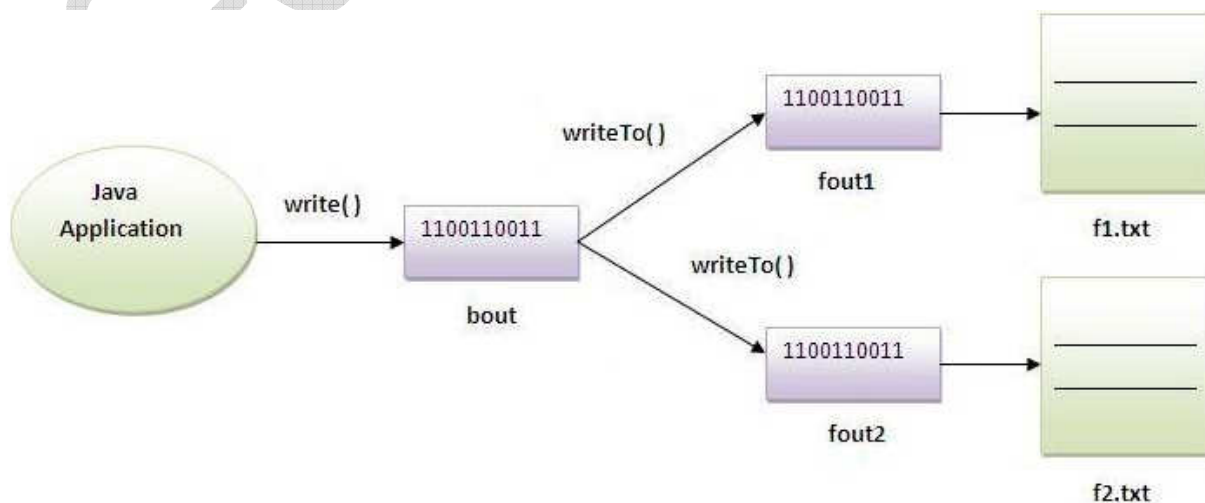 Java
Application
write( )
1100110011
bout
writeTo( )
writeTo( )
1100110011
fout1
f1.txt
1100110011
fout2
f2.txt